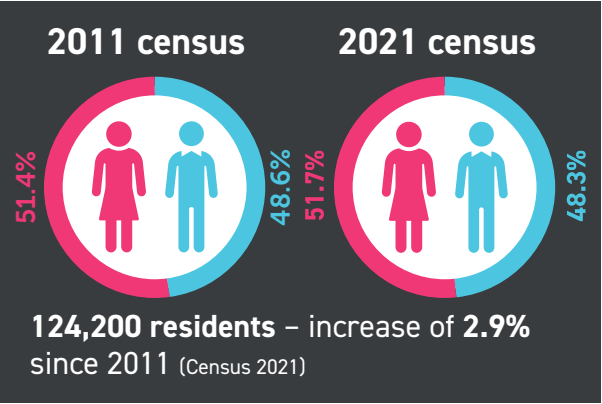 2011 census
2021 census
51.4%
48.6%
51.7%
48.3%
124,200 residents – increase of 2.9%
since 2011 (Census 2021)